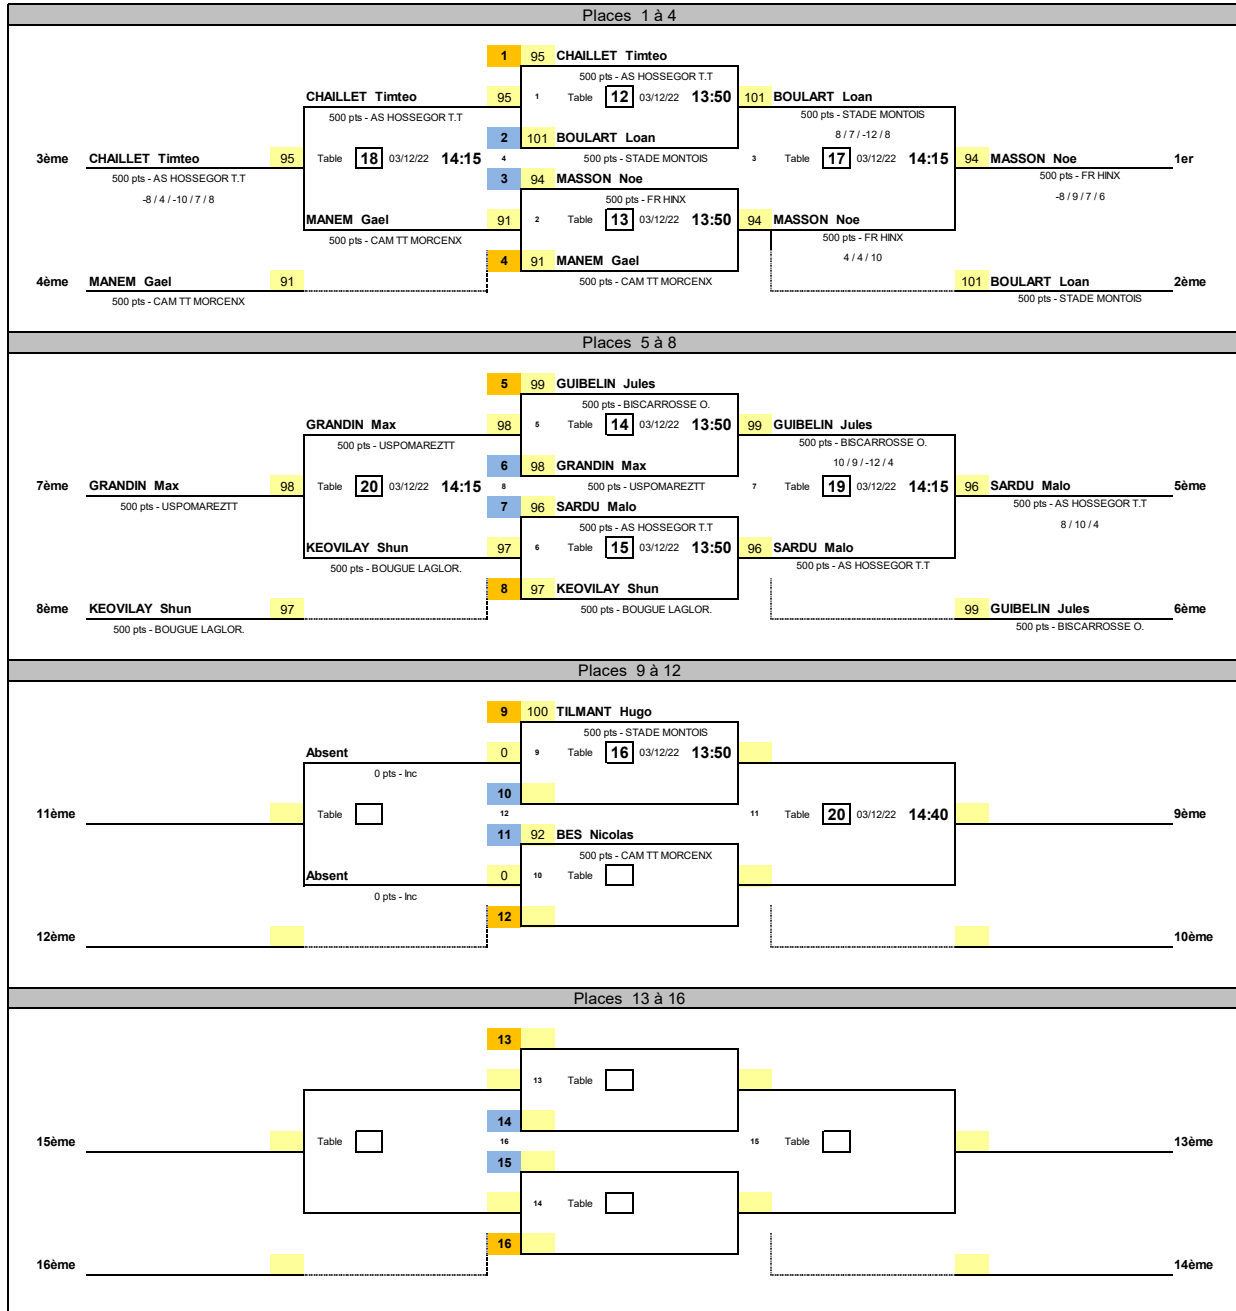 Places 1 à 4
1 95 CHAILLET Timteo
500 pts - AS HOSSEGOR T.T
CHAILLET Timteo 95 1 Table 12 03/12/22 13:50 101 BOULART Loan
500 pts - AS HOSSEGOR T.T 500 pts - STADE MONTOIS
2 101 BOULART Loan 8 / 7 / -12 / 8
3ème CHAILLET Timteo 95 Table 18 03/12/22 14:15 4 500 pts - STADE MONTOIS 3 Table 17 03/12/22 14:15 94 MASSON Noe 1er
500 pts - AS HOSSEGOR T.T 3 94 MASSON Noe 500 pts - FR HINX
-8 / 4 / -10 / 7 / 8 500 pts - FR HINX -8 / 9 / 7 / 6
MANEM Gael 91 2 Table 13 03/12/22 13:50 94 MASSON Noe
500 pts - CAM TT MORCENX 500 pts - FR HINX
4 91 MANEM Gael 4 / 4 / 10
4ème MANEM Gael 91 500 pts - CAM TT MORCENX 101 BOULART Loan 2ème
500 pts - CAM TT MORCENX 500 pts - STADE MONTOIS
Places 5 à 8
5 99 GUIBELIN Jules
500 pts - BISCARROSSE O.
GRANDIN Max 98 5 Table 14 03/12/22 13:50 99 GUIBELIN Jules
500 pts - USPOMAREZTT 500 pts - BISCARROSSE O.
6 98 GRANDIN Max 10 / 9 / -12 / 4
7ème GRANDIN Max 98 Table 20 03/12/22 14:15 8 500 pts - USPOMAREZTT 7 Table 19 03/12/22 14:15 96 SARDU Malo 5ème
500 pts - USPOMAREZTT 7 96 SARDU Malo 500 pts - AS HOSSEGOR T.T
500 pts - AS HOSSEGOR T.T 8 / 10 / 4
KEOVILAY Shun 97 6 Table 15 03/12/22 13:50 96 SARDU Malo
500 pts - BOUGUE LAGLOR. 500 pts - AS HOSSEGOR T.T
8 97 KEOVILAY Shun
8ème KEOVILAY Shun 97 500 pts - BOUGUE LAGLOR. 99 GUIBELIN Jules 6ème
500 pts - BOUGUE LAGLOR. 500 pts - BISCARROSSE O.
Places 9 à 12
9 100 TILMANT Hugo
500 pts - STADE MONTOIS
Absent 0 9 Table 16 03/12/22 13:50
0 pts - Inc
10
11ème Table 12 11 Table 20 03/12/22 14:40 9ème
11 92 BES Nicolas
500 pts - CAM TT MORCENX
Absent 0 10 Table
0 pts - Inc
12
12ème 10ème
Places 13 à 16
13
13 Table
14
15ème Table 16 15 Table 13ème
15
14 Table
16
16ème 14ème